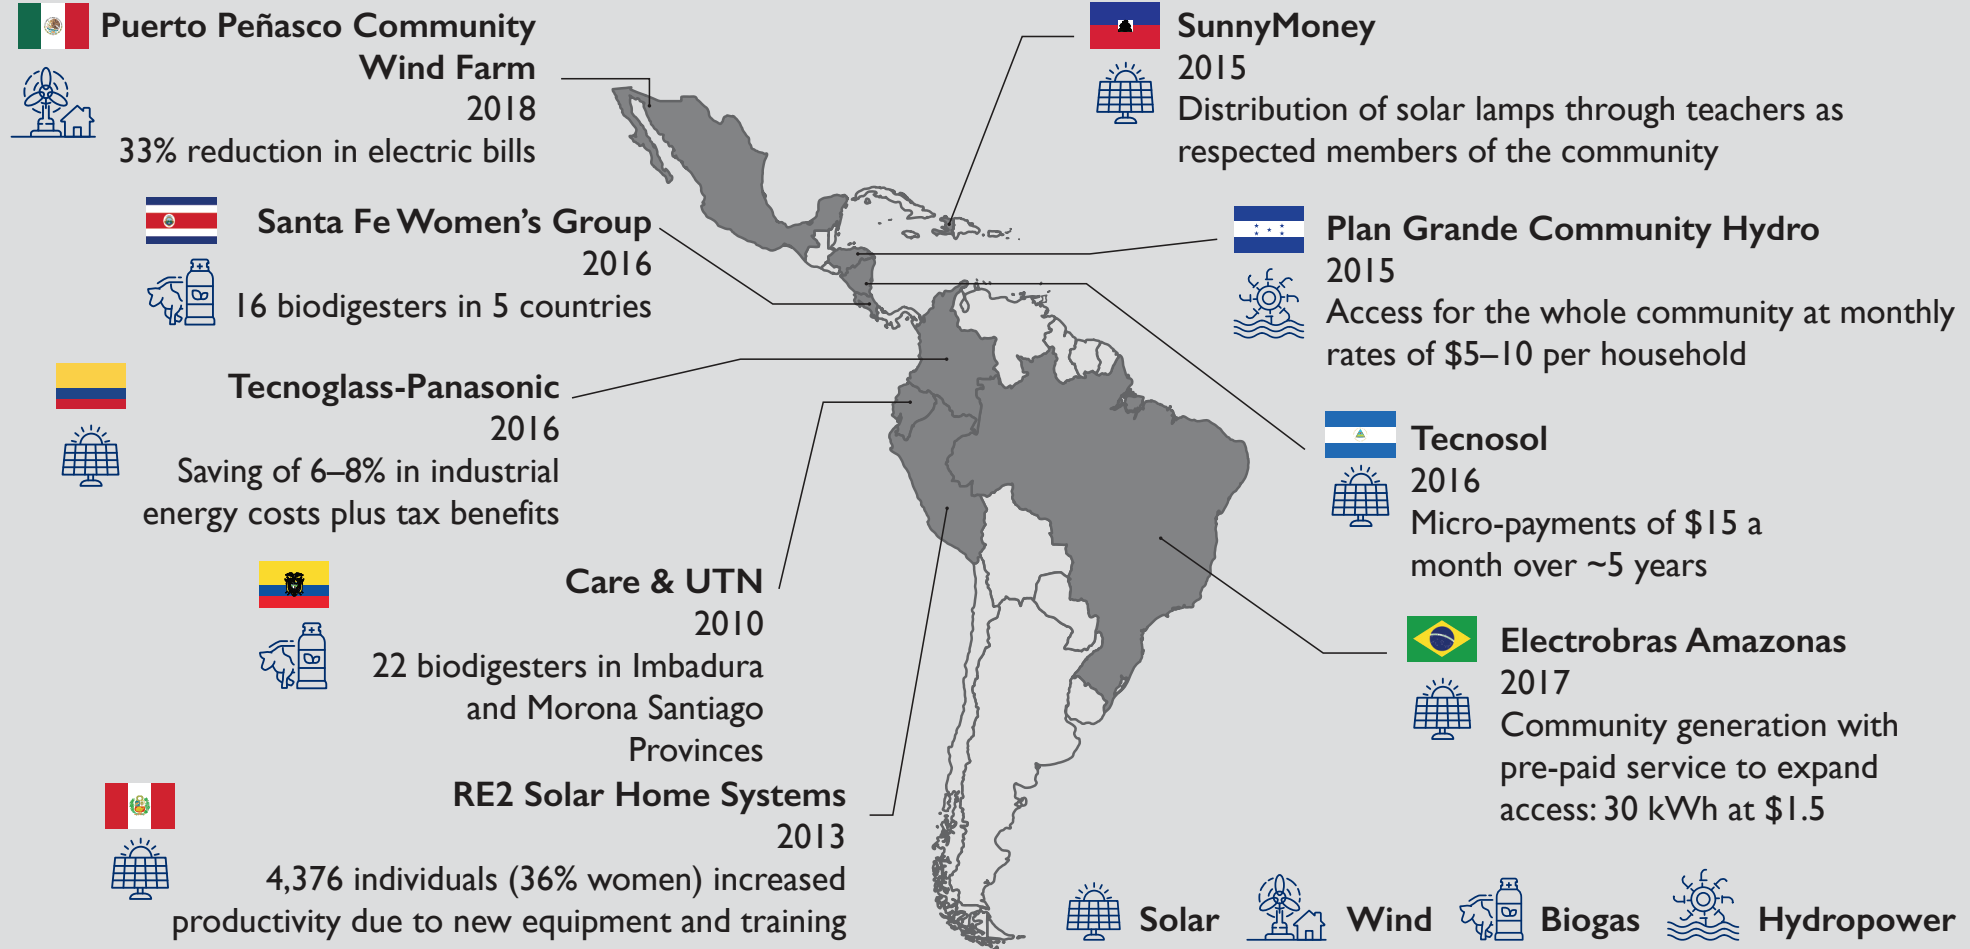 Puerto Peñasco Community
Wind Farm
2018
33% reduction in electric bills
Santa Fe Women’s Group
2016
16 biodigesters in 5 countries
Tecnoglass-Panasonic
2016
Saving of 6–8% in industrial
energy costs plus tax benefits
Care & UTN
2010
22 biodigesters in Imbadura
and Morona Santiago
Provinces
RE2 Solar Home Systems
2013
4,376 individuals (36% women) increased
productivity due to new equipment and training
SunnyMoney
2015
Distribution of solar lamps through teachers as
respected members of the community
Plan Grande Community Hydro
2015
Access for the whole community at monthly
rates of $5–10 per household
Tecnosol
2016
Micro-payments of $15 a
month over ~5 years
Electrobras Amazonas
2017
Community generation with
pre-paid service to expand
access: 30 kWh at $1.5
Solar
Wind
Biogas
Hydropower